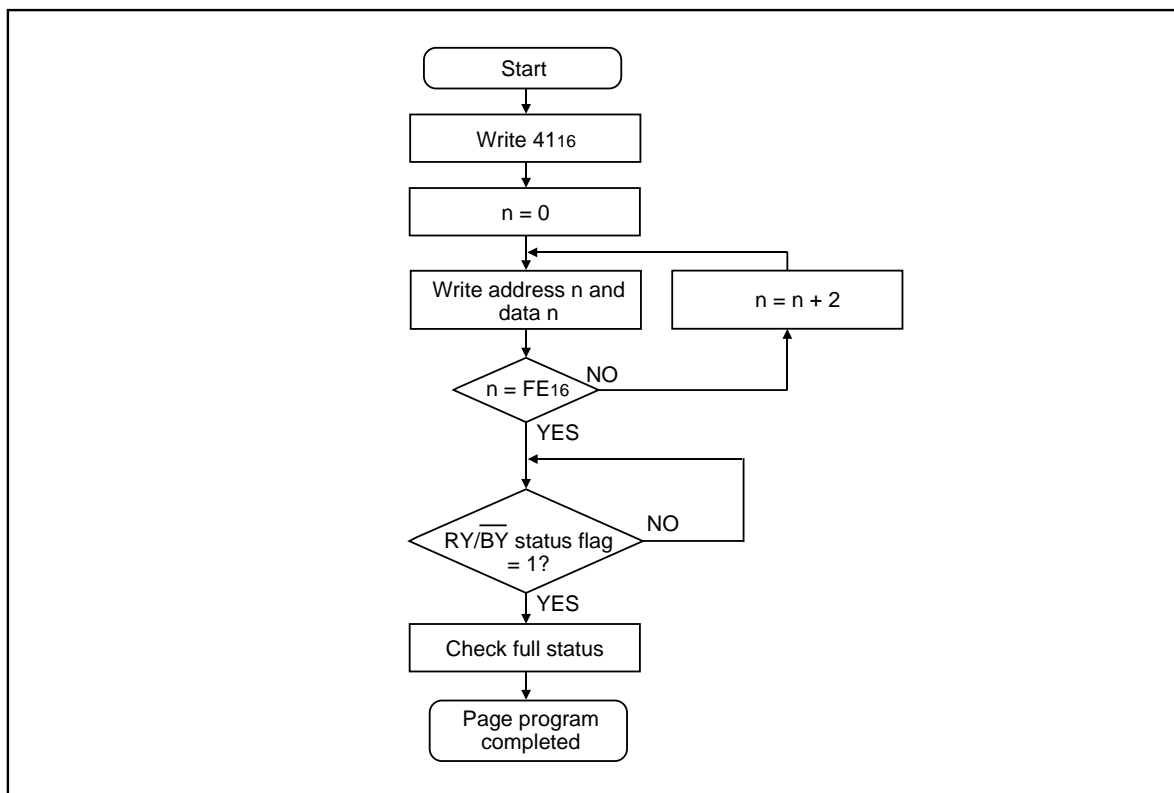 Start
Write 4116
n = 0
Write address n and
data n
n = n + 2
n = FE16
NO
YES
RY/B̅Y̅ status flag
= 1?
NO
YES
Check full status
Page program
completed